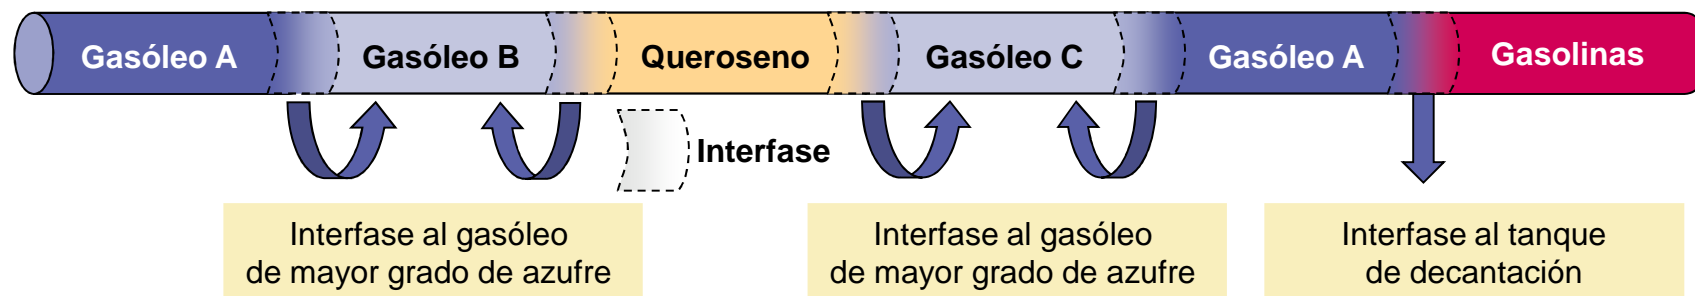 Gasóleo A
Gasóleo B
Queroseno
Gasóleo C
Gasóleo A
Gasolinas
Interfase
Interfase al gasóleo
de mayor grado de azufre
Interfase al gasóleo
de mayor grado de azufre
Interfase al tanque
de decantación